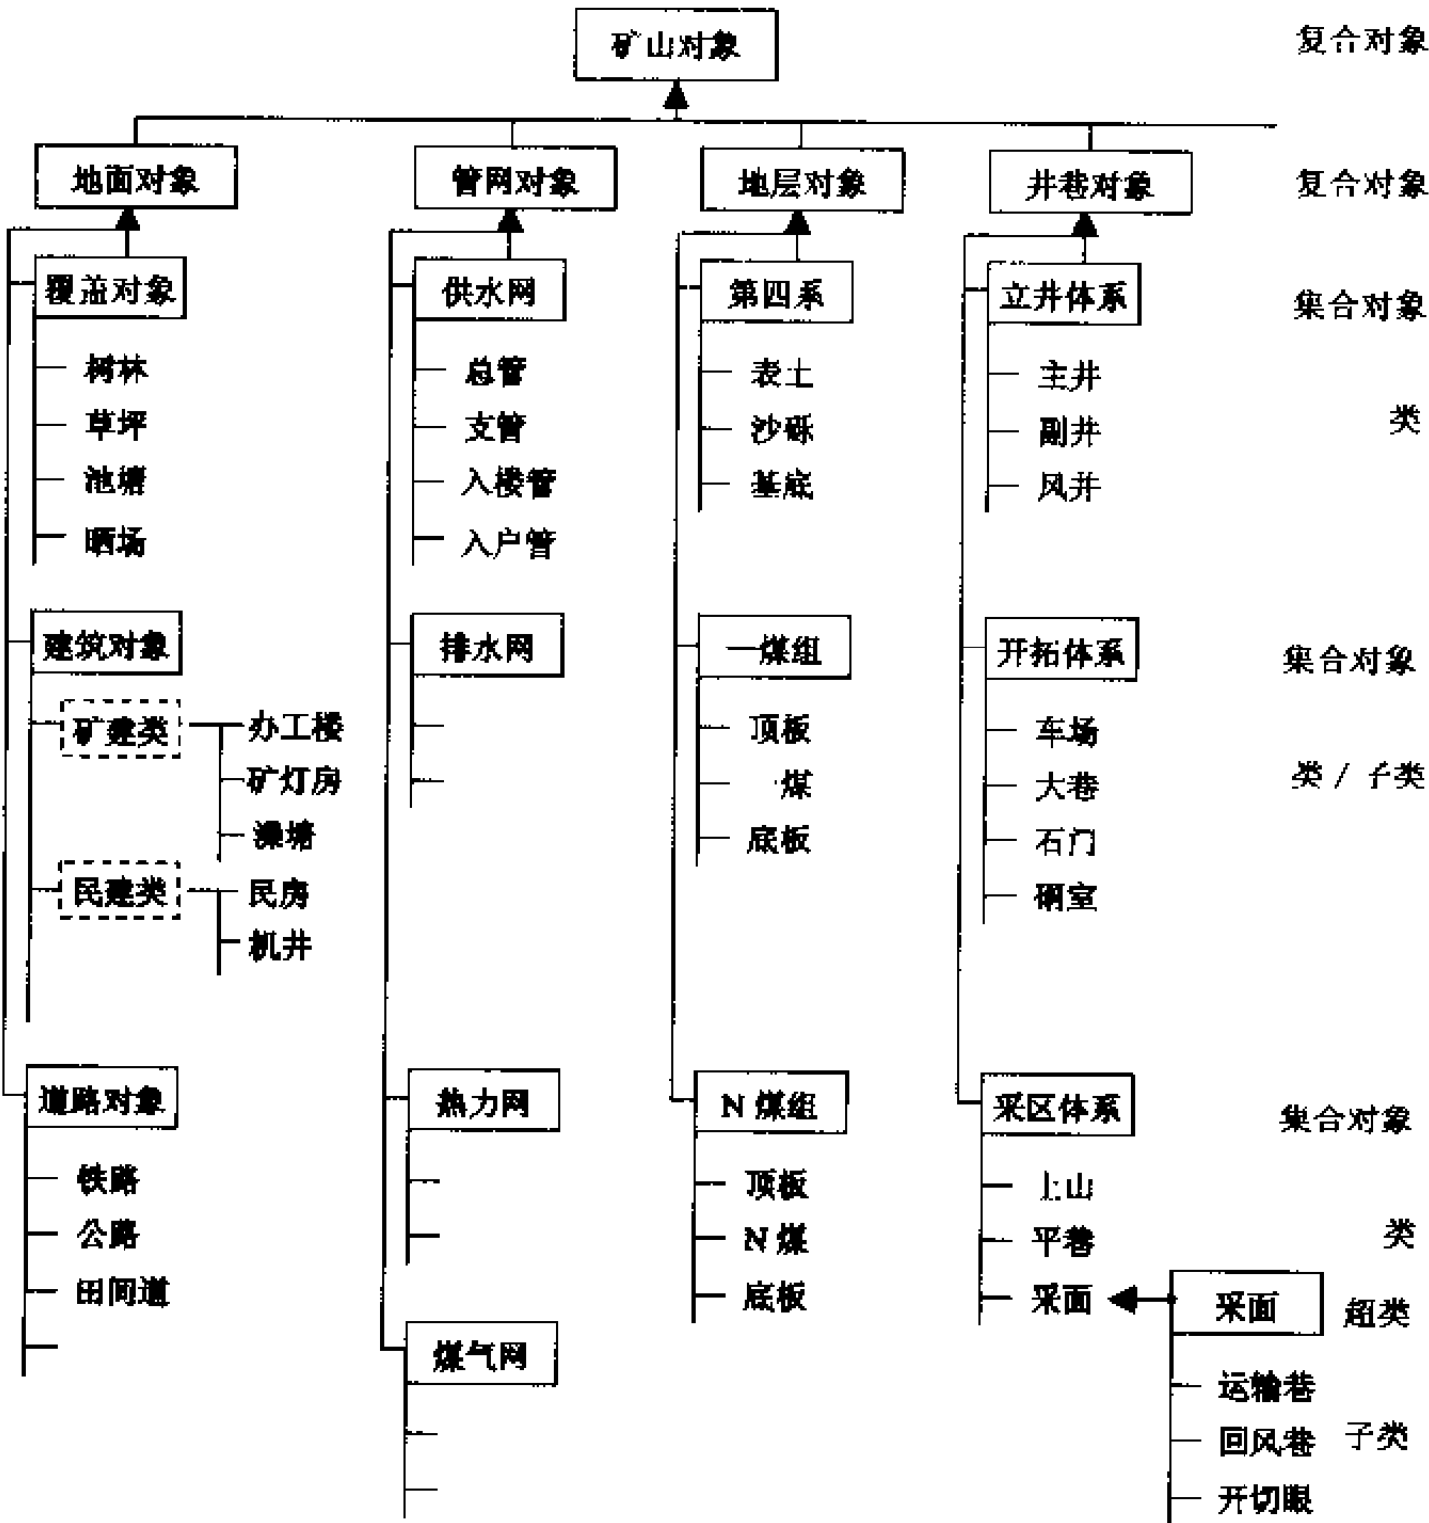 矿山对象
复合对象
地面对象
管网对象
地层对象
井巷对象
复合对象
覆盖对象
供水网
第四系
立井体系
集合对象
树林
总管
表土
主井
草坪
支管
沙砾
副井
类
池塘
入楼管
基底
风井
晒场
入户管
建筑对象
排水网
一煤组
开拓体系
集合对象
矿建类
办工楼
顶板
车场
矿灯房
一煤
大巷
类/子类
澡塘
底板
石门
民建类
民房
硐室
机井
道路对象
热力网
N煤组
采区体系
集合对象
铁路
顶板
上山
公路
N煤
平巷
类
田间道
底板
采面
采面
超类
煤气网
运输巷
回风巷
子类
开切眼